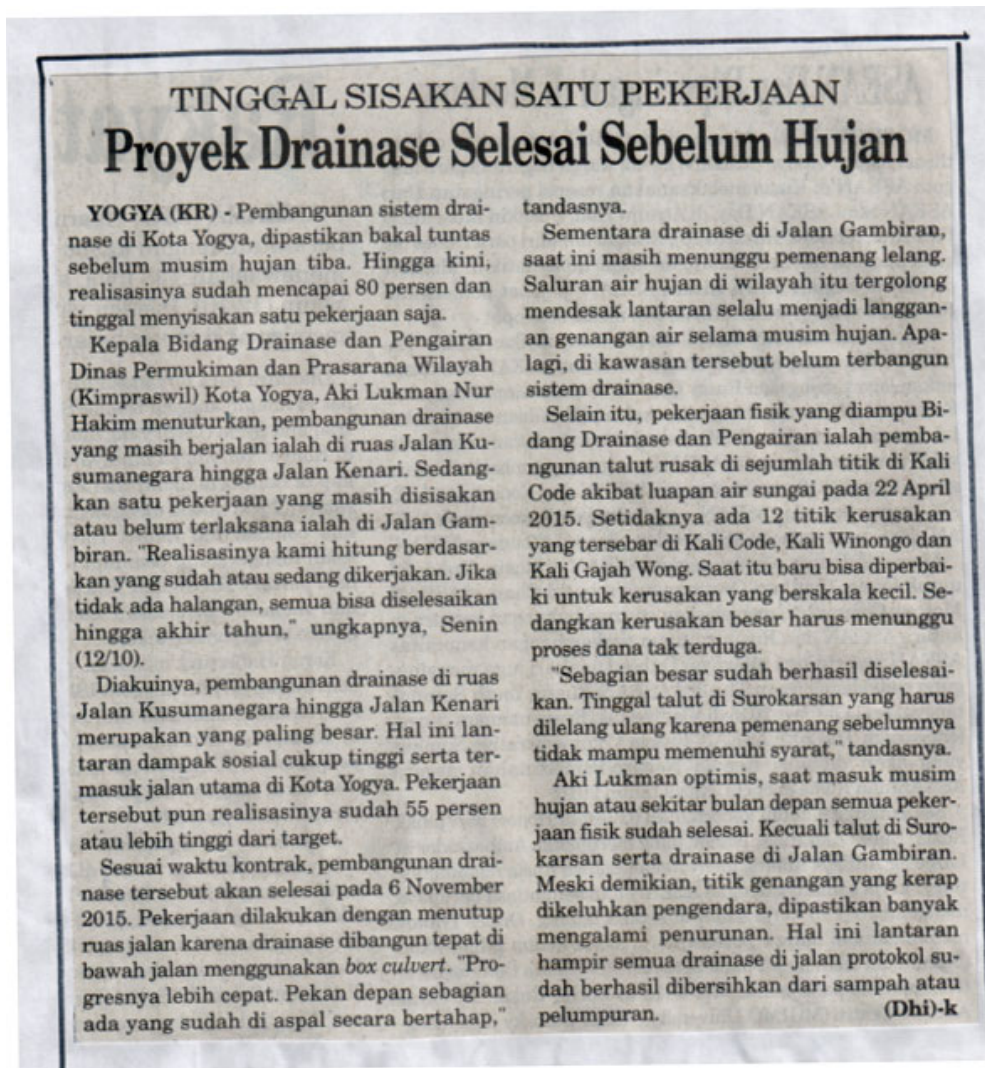 TINGGAL SISAKAN SATU PEKERJAAN
Proyek Drainase Selesai Sebelum Hujan
YOGYA (KR) - Pembangunan sistem drai-
nase di Kota Yogya, dipastikan bakal tuntas
sebelum musim hujan tiba. Hingga kini,
realisasinya sudah mencapai 80 persen dan
tinggal menyisakan satu pekerjaan saja.
Kepala Bidang Drainase dan Pengairan
Dinas Permukiman dan Prasarana Wilayah
(Kimpraswil) Kota Yogya, Aki Lukman Nur
Hakim menuturkan, pembangunan drainase
yang masih berjalan ialah di ruas Jalan Ku-
sumanegara hingga Jalan Kenari. Sedang-
kan satu pekerjaan yang masih disisakan
atau belum terlaksana ialah di Jalan Gam-
biran. "Realisasinya kami hitung berdasar-
kan yang sudah atau sedang dikerjakan. Jika
tidak ada halangan, semua bisa diselesaikan
hingga akhir tahun," ungkapnya, Senin
(12/10).
Diakuinya, pembangunan drainase di ruas
Jalan Kusumanegara hingga Jalan Kenari
merupakan yang paling besar. Hal ini lan-
taran dampak sosial cukup tinggi serta ter-
masuk jalan utama di Kota Yogya. Pekerjaan
tersebut pun realisasinya sudah 55 persen
atau lebih tinggi dari target.
Sesuai waktu kontrak, pembangunan drai-
nase tersebut akan selesai pada 6 November
2015. Pekerjaan dilakukan dengan menutup
ruas jalan karena drainase dibangun tepat di
bawah jalan menggunakan box culvert. "Pro-
gresnya lebih cepat. Pekan depan sebagian
ada yang sudah di aspal secara bertahap,"
tandasnya.
Sementara drainase di Jalan Gambiran,
saat ini masih menunggu pemenang lelang.
Saluran air hujan di wilayah itu tergolong
mendesak lantaran selalu menjadi langgan-
an genangan air selama musim hujan. Apa-
lagi, di kawasan tersebut belum terbangun
sistem drainase.
Selain itu, pekerjaan fisik yang diampu Bi-
dang Drainase dan Pengairan ialah pemba-
ngunan talut rusak di sejumlah titik di Kali
Code akibat luapan air sungai pada 22 April
2015. Setidaknya ada 12 titik kerusakan
yang tersebar di Kali Code, Kali Winongo dan
Kali Gajah Wong. Saat itu baru bisa diperbai-
ki untuk kerusakan yang berskala kecil. Se-
dangkan kerusakan besar harus menunggu
proses dana tak terduga.
"Sebagian besar sudah berhasil diselesai-
kan. Tinggal talut di Surokarsan yang harus
dilelang ulang karena pemenang sebelumnya
tidak mampu memenuhi syarat," tandasnya.
Aki Lukman optimis, saat masuk musim
hujan atau sekitar bulan depan semua peker-
jaan fisik sudah selesai. Kecuali talut di Suro-
karsan serta drainase di Jalan Gambiran.
Meski demikian, titik genangan yang kerap
dikeluhkan pengendara, dipastikan banyak
mengalami penurunan. Hal ini lantaran
hampir semua drainase di jalan protokol su-
dah berhasil dibersihkan dari sampah atau
pelumpuran. (Dhi)-k